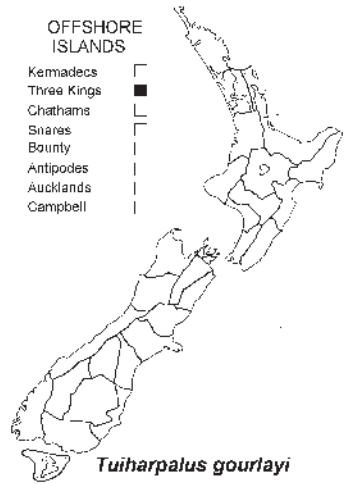 OFFSHORE
ISLANDS
Kermadecs
Three Kings
Chathams
Snares
Bounty
Antipodes
Aucklands
Campbell
Tuiharpalus gourlayi